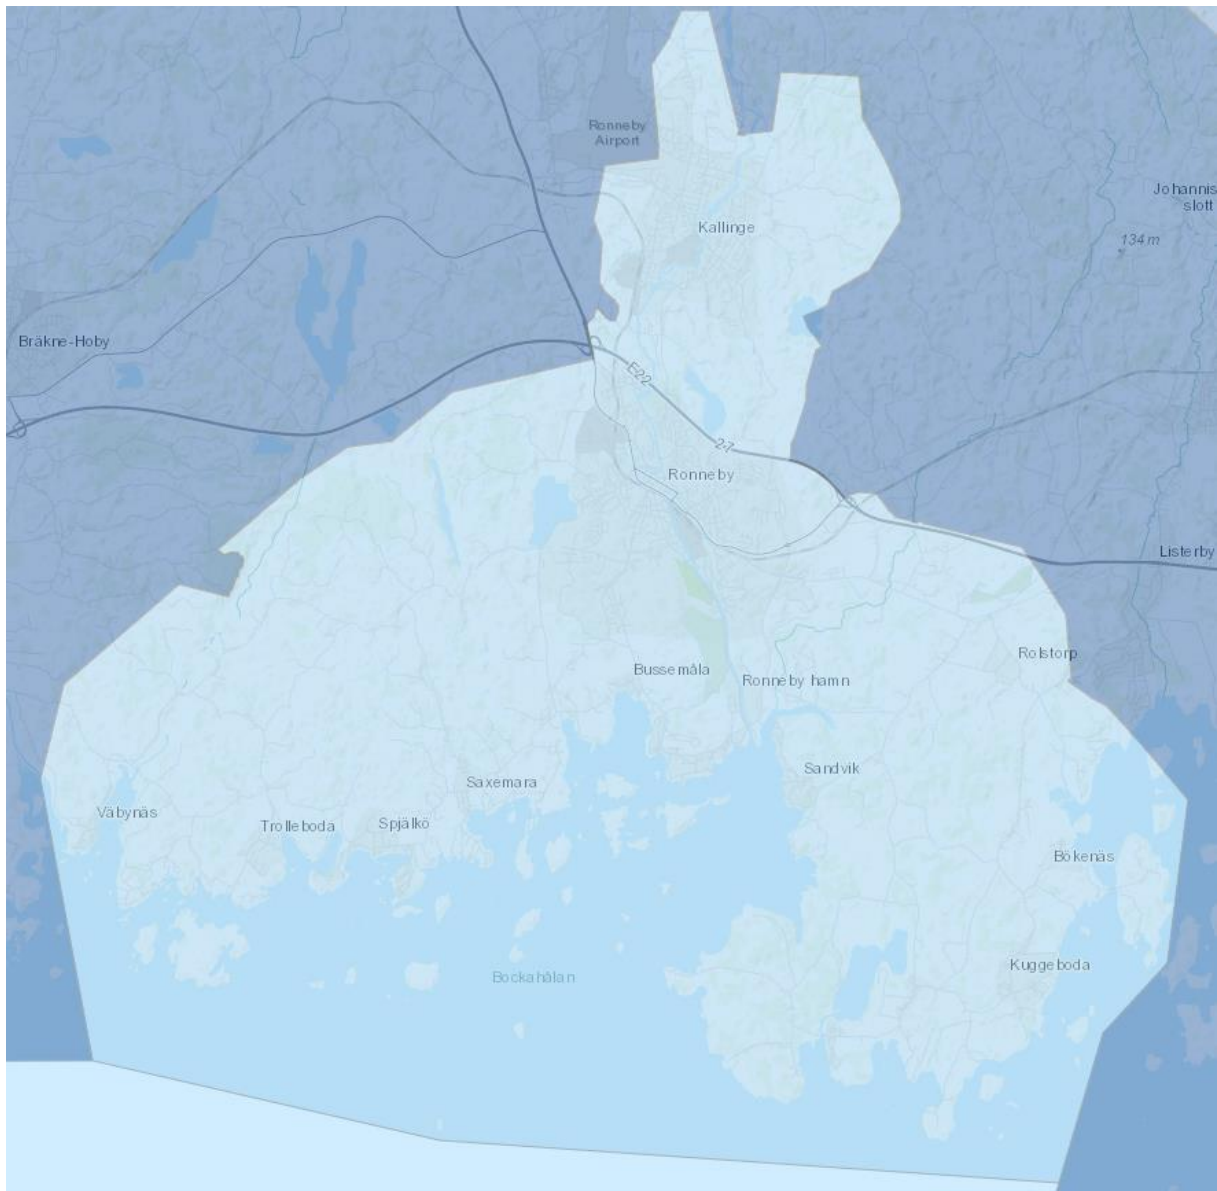 Ronneby
Airport
Johannis
slott
Kallinge
134 m
Bräkne-Hoby
E22
27
Ronneby
Listerby
Rolstorp
Bussemåla
Ronneby hamn
Sandvik
Saxemara
Väbynäs
Trolleboda
Spjälkö
Bökenäs
Kuggeboda
Bockahålan